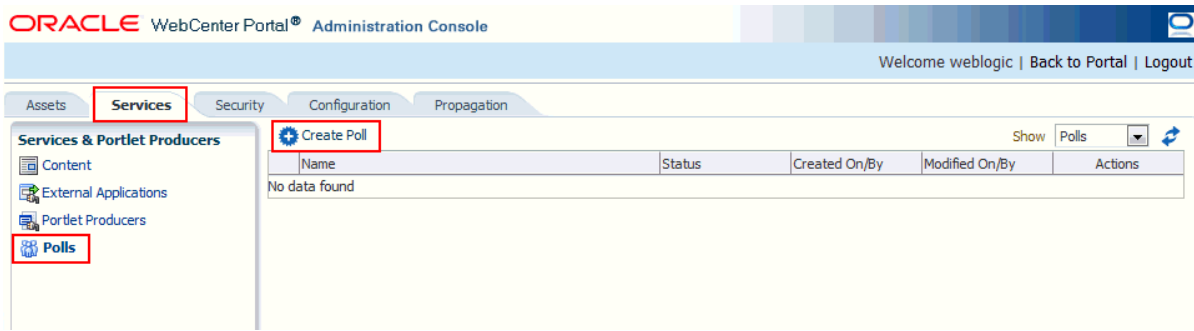 ORACLE WebCenter Portal® Administration Console
Welcome weblogic | Back to Portal | Logout
Assets Services Security Configuration Propagation
Services & Portlet Producers
Content
External Applications
Portlet Producers
Polls
Create Poll Show Polls
Name Status Created On/By Modified On/By Actions
No data found